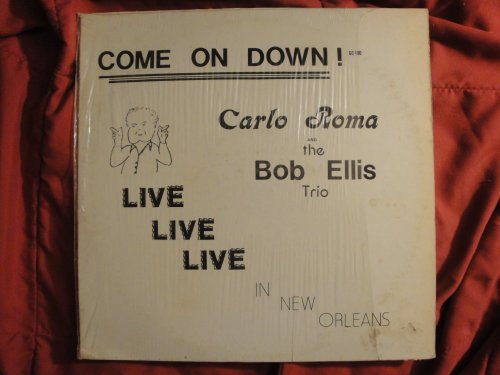 COME ON DOWN!
Carlo Roma
AND
the
Bob Ellis
Trio
LIVE
LIVE
LIVE
IN
NEW
ORLEANS